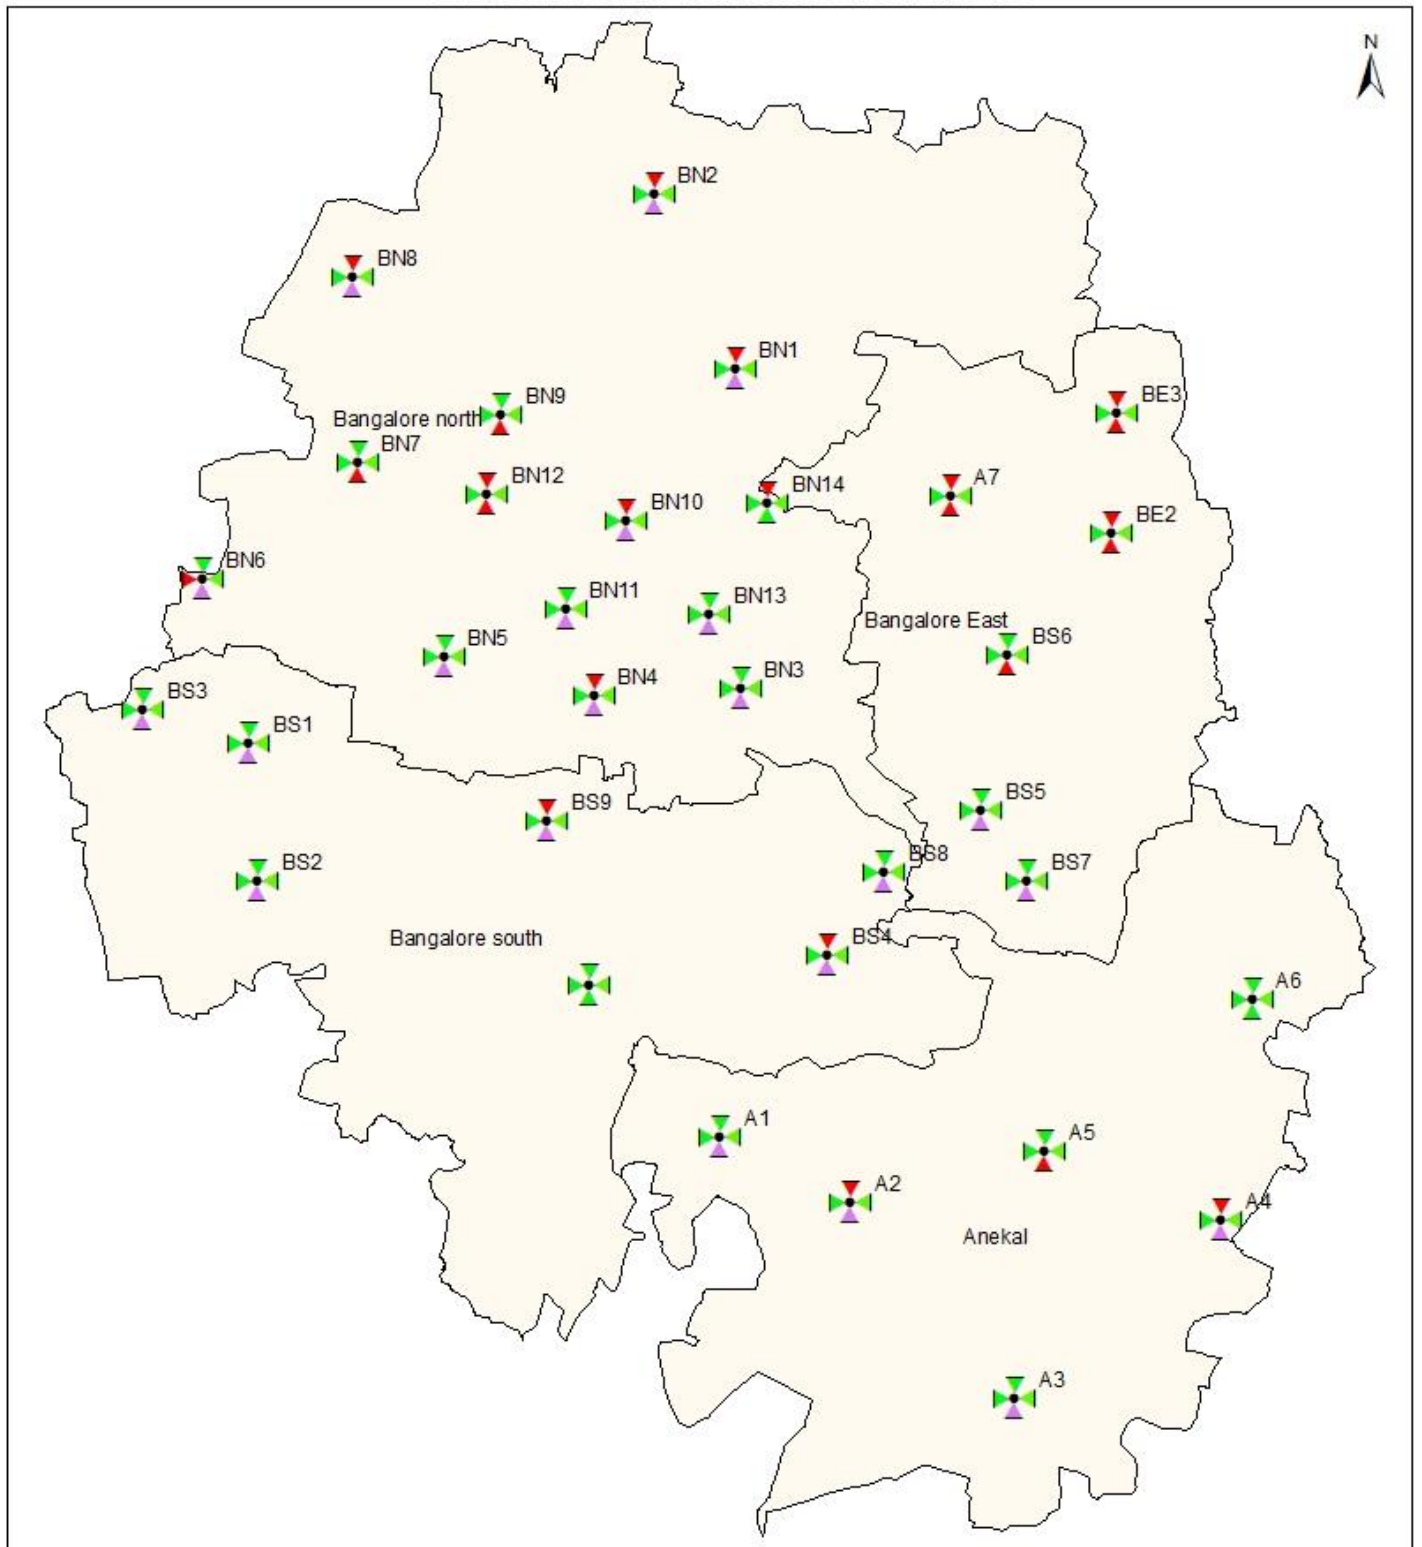 N
BN2
BN8
BN1
BE3
BN9
Bangalore north
BN7
BN12
A7
BN14
BN10
BE2
BN6
BN11
BN13
Bangalore East
BS6
BN5
BN4
BN3
BS3
BS1
BS9
BS5
BS2
BS8
BS7
Bangalore south
BS4
A6
A1
A5
A2
A4
Anekal
A3